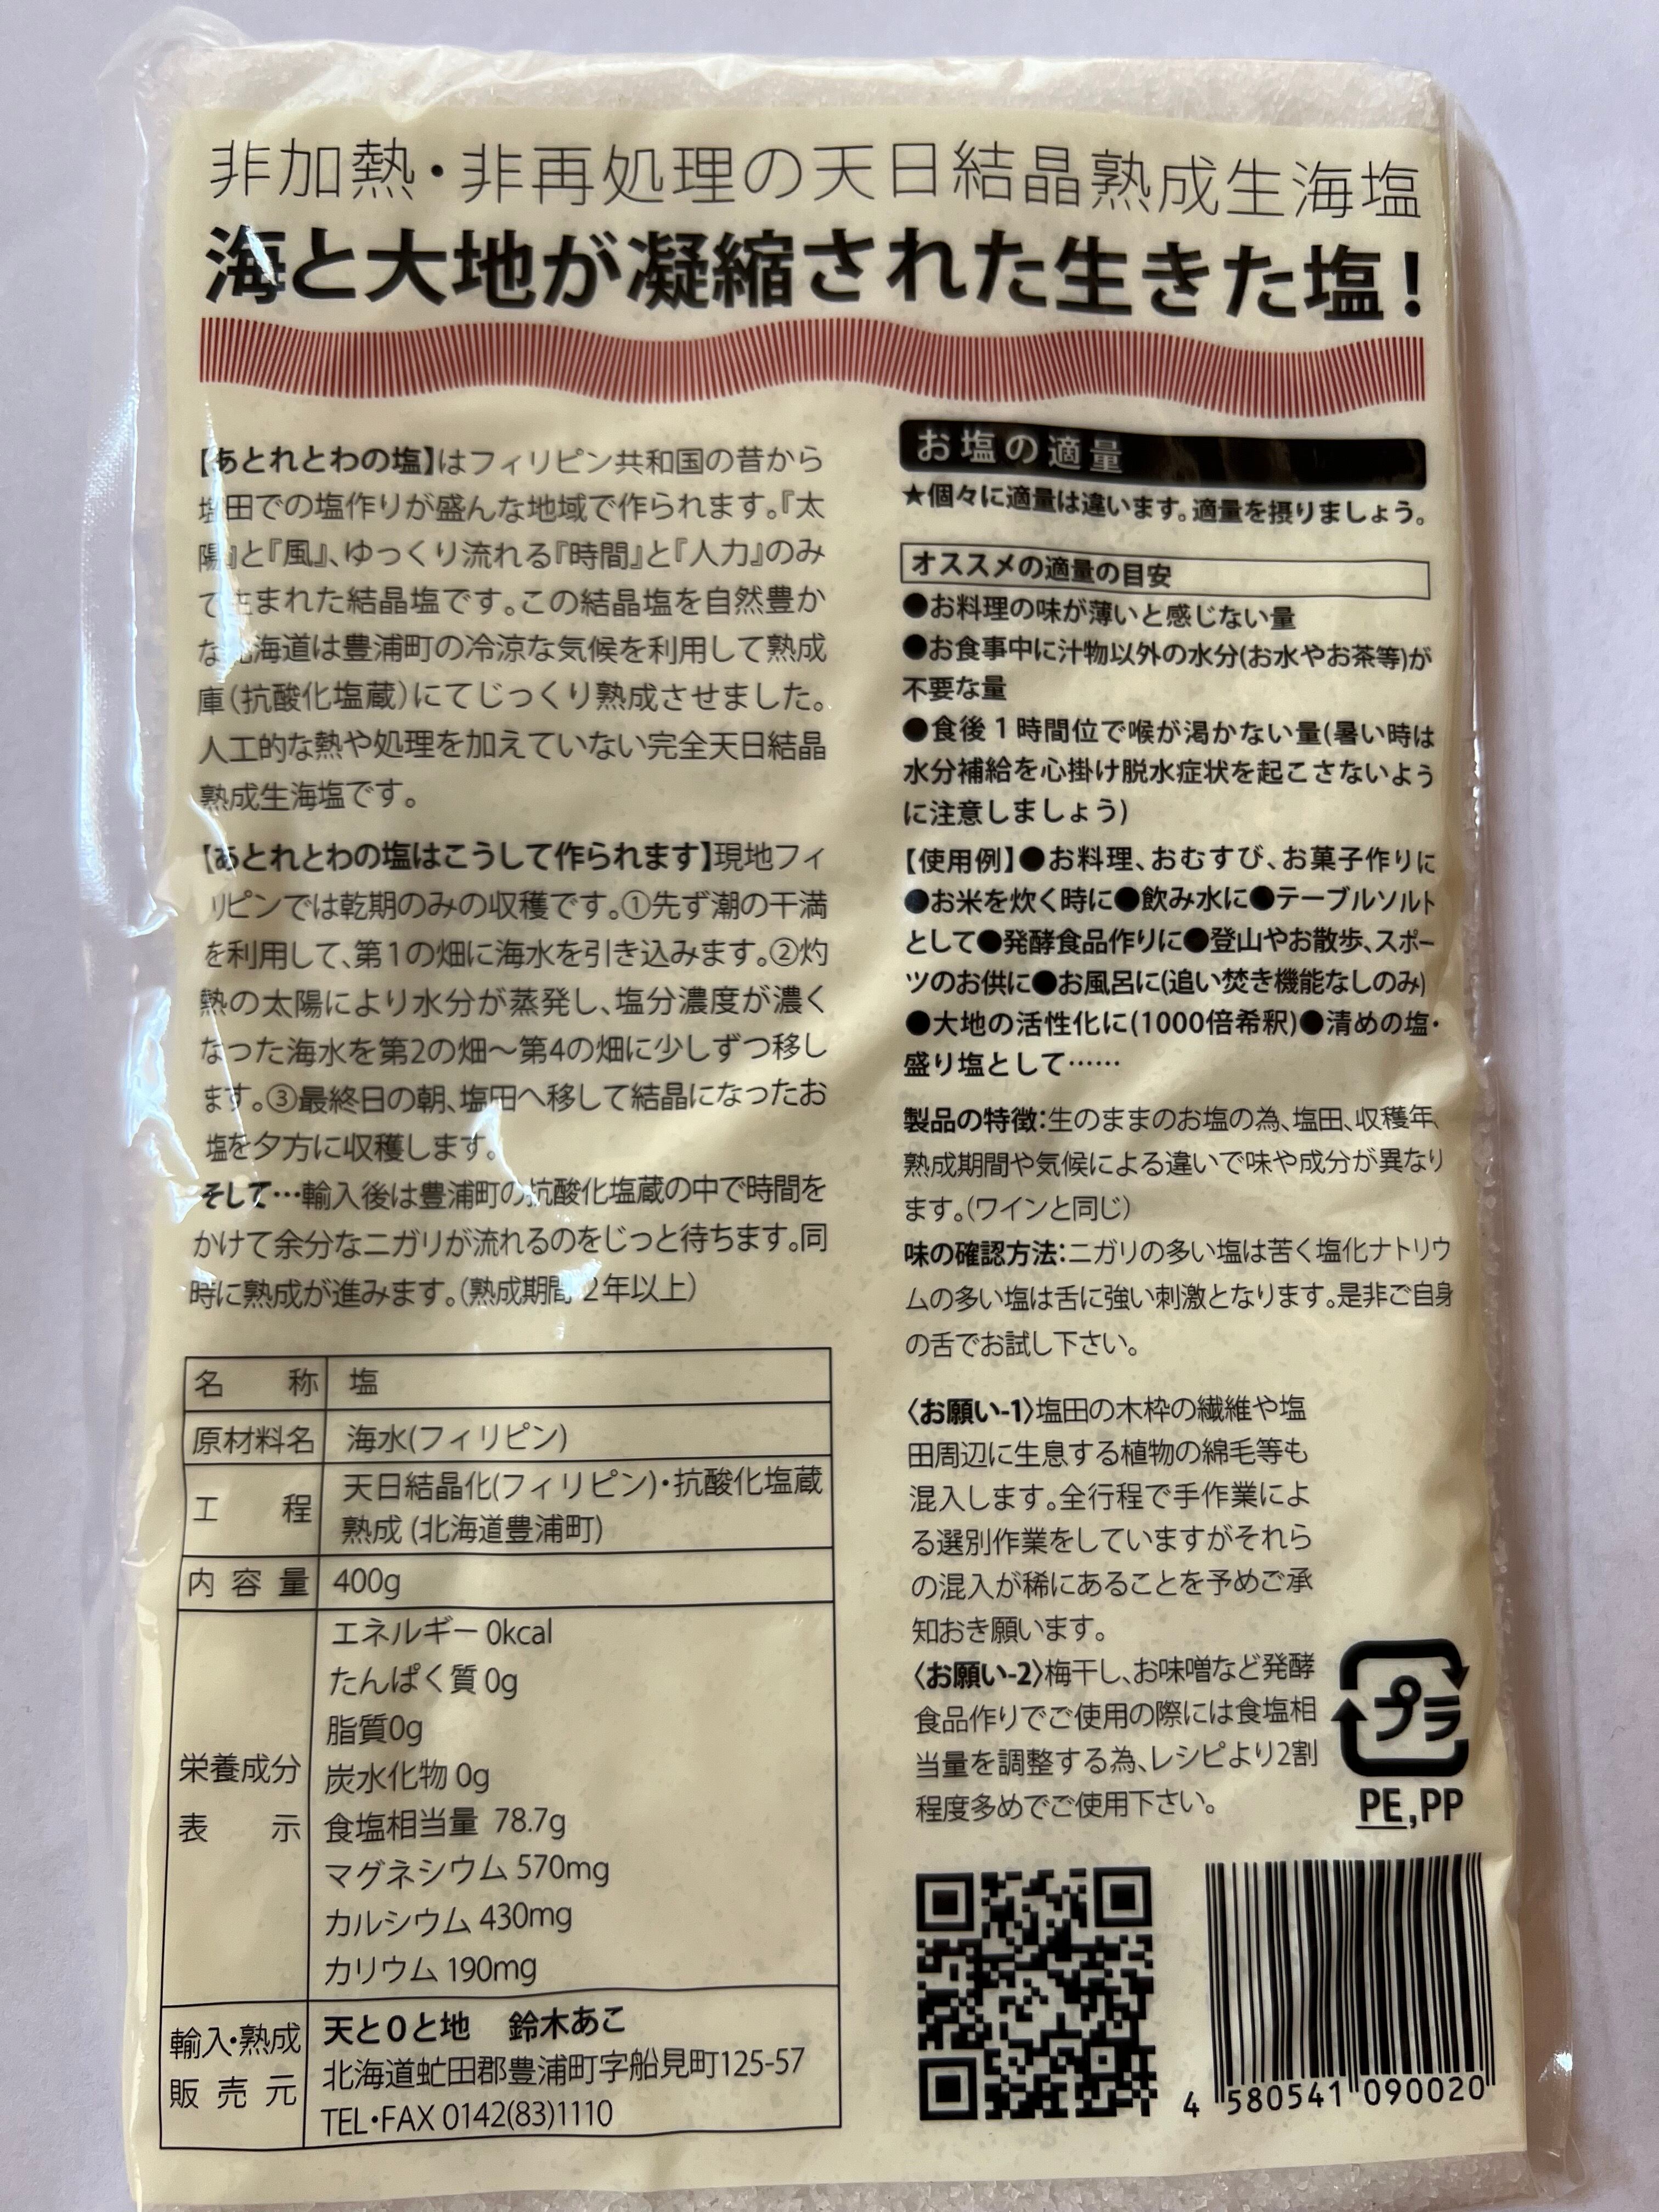 非加熱・非再処理の天日結晶熟成生海塩
海と大地が凝縮された生きた塩!
【あとれとわの塩】はフィリピン共和国の昔から
塩田での塩作りが盛んな地域で作られます。『太
陽』と『風』、ゆっくり流れる『時間』と『人力』のみ
で生まれた結晶塩です。この結晶塩を自然豊か
な北海道は豊浦町の冷涼な気候を利用して熟成
庫(抗酸化塩蔵)にてじっくり熟成させました。
人工的な熱や処理を加えていない完全天日結晶
熟成生海塩です。
【あとれとわの塩はこうして作られます】現地フィ
リピンでは乾期のみの収穫です。①先ず潮の干満
を利用して、第1の畑に海水を引き込みます。②灼
熱の太陽により水分が蒸発し、塩分濃度が濃く
なった海水を第2の畑〜第4の畑に少しずつ移し
ます。③最終日の朝、塩田へ移して結晶になったお
塩を夕方に収穫します。
そして…輸入後は豊浦町の抗酸化塩蔵の中で時間を
かけて余分なニガリが流れるのをじっと待ちます。同
時に熟成が進みます。(熟成期間 2年以上)
名 称 塩
原材料名 海水(フィリピン)
工 程 天日結晶化(フィリピン)・抗酸化塩蔵
熟成 (北海道豊浦町)
内容量 400g
栄養成分
表 示
エネルギー 0kcal
たんぱく質 0g
脂質0g
炭水化物 0g
食塩相当量 78.7g
マグネシウム 570mg
カルシウム 430mg
カリウム 190mg
輸入・熟成
販売元
天と0と地 鈴木あこ
北海道虻田郡豊浦町字船見町125-57
TEL・FAX 0142(83)1110
お塩の適量
★個々に適量は違います。適量を摂りましょう。
オススメの適量の目安
●お料理の味が薄いと感じない量
●お食事中に汁物以外の水分(お水やお茶等)が
不要な量
●食後1時間位で喉が渇かない量(暑い時は
水分補給を心掛け脱水症状を起こさないよう
に注意しましょう)
【使用例】●お料理、おむすび、お菓子作りに
●お米を炊く時に●飲み水に●テーブルソルト
として●発酵食品作りに●登山やお散歩、スポー
ツのお供に●お風呂に(追い焚き機能なしのみ)
●大地の活性化に(1000倍希釈)●清めの塩・
盛り塩として……
製品の特徴:生のままのお塩の為、塩田、収穫年、
熟成期間や気候による違いで味や成分が異なり
ます。(ワインと同じ)
味の確認方法:ニガリの多い塩は苦く塩化ナトリウ
ムの多い塩は舌に強い刺激となります。是非ご自身
の舌でお試し下さい。
〈お願い-1〉塩田の木枠の繊維や塩
田周辺に生息する植物の綿毛等も
混入します。全行程で手作業によ
る選別作業をしていますがそれら
の混入が稀にあることを予めご承
知おき願います。
〈お願い-2〉梅干し、お味噌など発酵
食品作りでご使用の際には食塩相
当量を調整する為、レシピより2割
程度多めでご使用下さい。
プラ
PE,PP
4 580541 090020